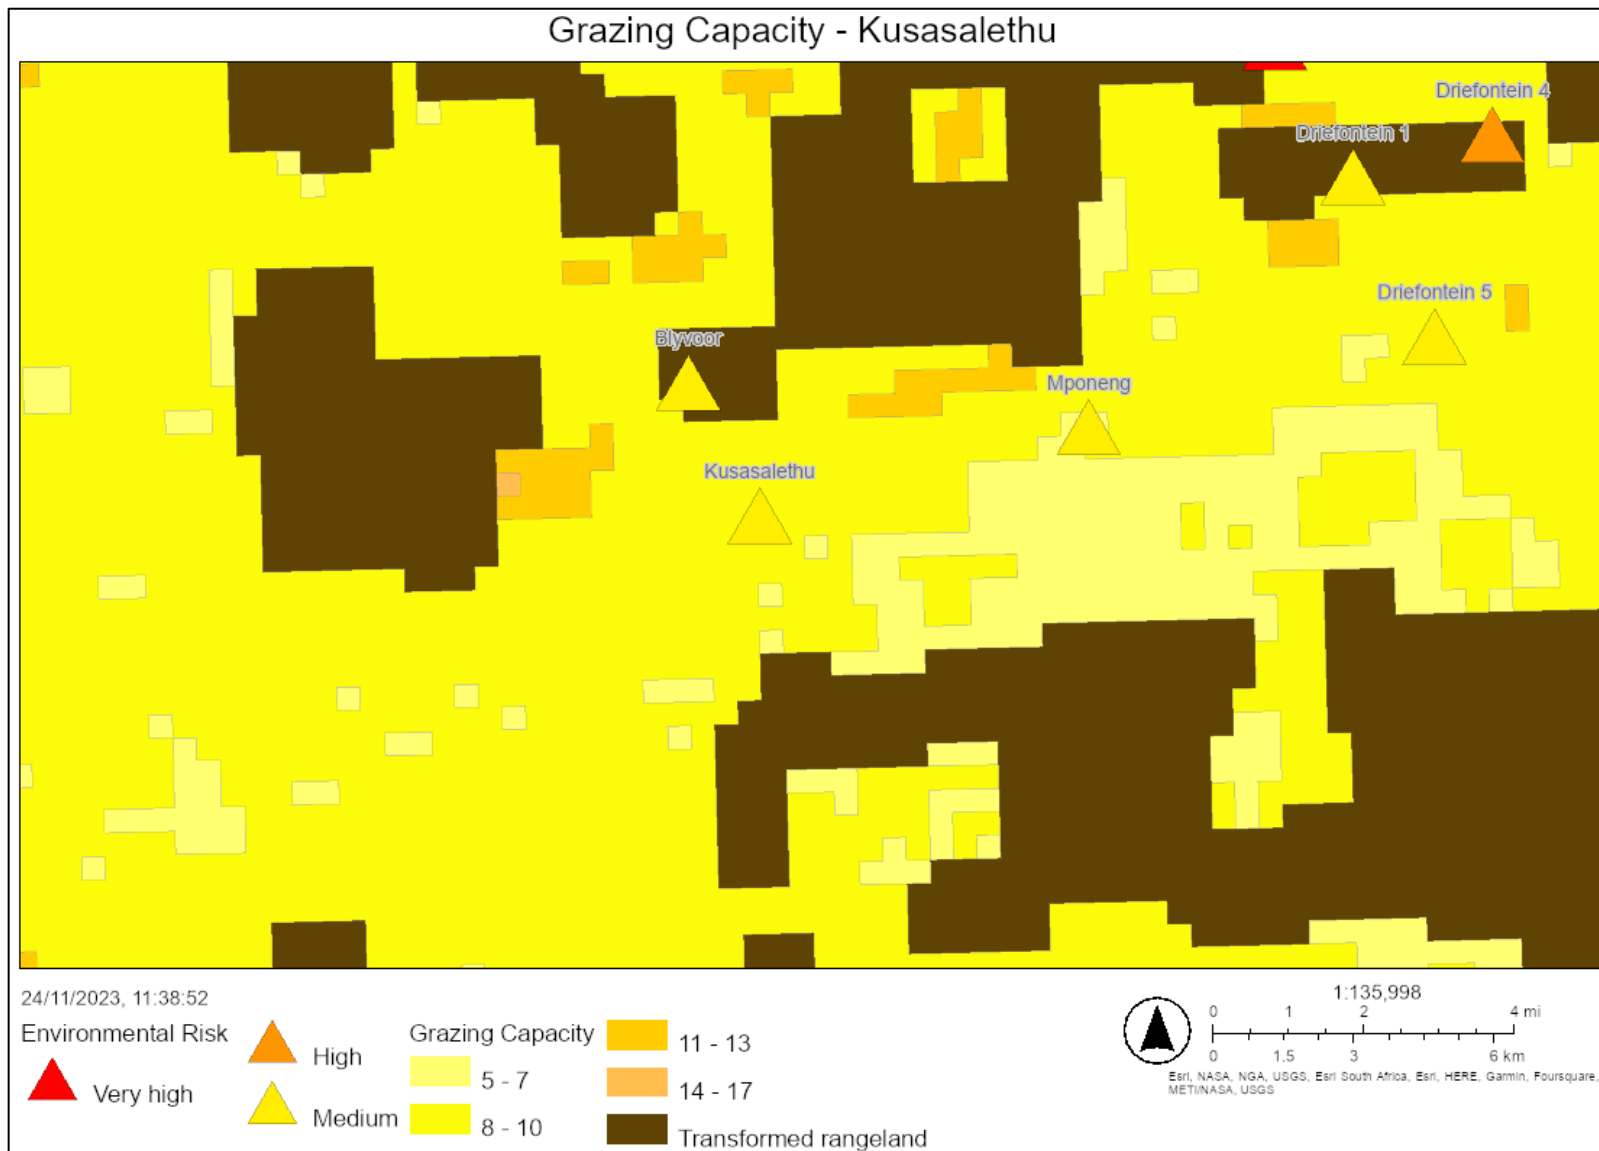 Grazing Capacity - Kusasalethu
Driefontein 4
Driefontein 1
Driefontein 5
Blyvoor
Mponeng
Kusasalethu
24/11/2023, 11:38:52
Environmental Risk
Very high
High
Medium
Grazing Capacity
5 - 7
8 - 10
11 - 13
14 - 17
Transformed rangeland
1:135,998
0 1 2 4 mi
0 1.5 3 6 km
Esri, NASA, NGA, USGS, Esri South Africa, Esri, HERE, Garmin, Foursquare,
METI/NASA, USGS